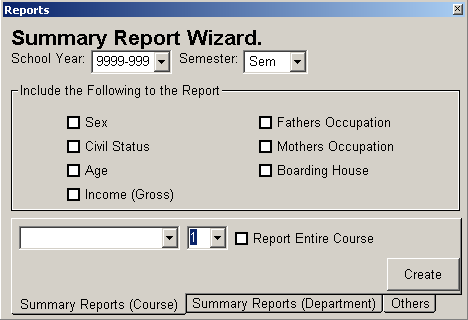 Reports
Summary Report Wizard.
School Year: 9999-999 Semester: Sem
Include the Following to the Report
Sex Fathers Occupation
Civil Status Mothers Occupation
Age Boarding House
Income (Gross)
1 Report Entire Course
Create
Summary Reports (Course) Summary Reports (Department) Others